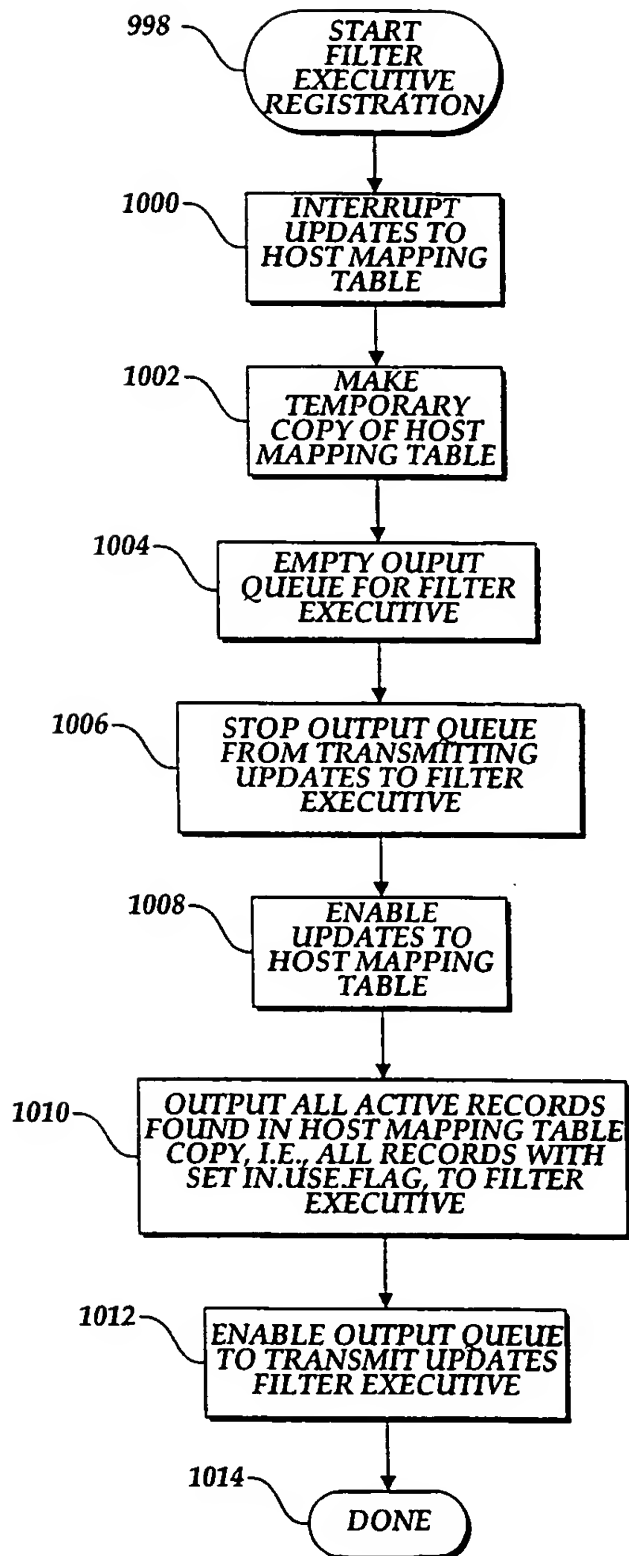 998
START
FILTER
EXECUTIVE
REGISTRATION
1000
INTERRUPT
UPDATES TO
HOST MAPPING
TABLE
1002
MAKE
TEMPORARY
COPY OF HOST
MAPPING TABLE
1004
EMPTY OUPUT
QUEUE FOR FILTER
EXECUTIVE
1006
STOP OUTPUT QUEUE
FROM TRANSMITTING
UPDATES TO FILTER
EXECUTIVE
1008
ENABLE
UPDATES TO
HOST MAPPING
TABLE
1010
OUTPUT ALL ACTIVE RECORDS
FOUND IN HOST MAPPING TABLE
COPY, I.E., ALL RECORDS WITH
SET IN.USE.FLAG, TO FILTER
EXECUTIVE
1012
ENABLE OUTPUT QUEUE
TO TRANSMIT UPDATES
FILTER EXECUTIVE
1014
DONE